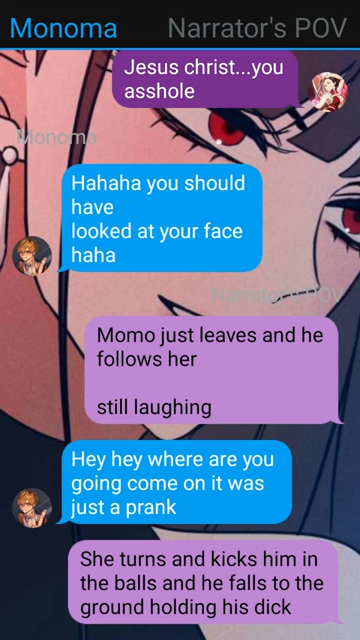 Monoma Narrator's POV
Jesus christ...you
asshole
Monoma
Hahaha you should
have
looked at your face
haha
Narrator's POV
Momo just leaves and he
follows her
still laughing
Hey hey where are you
going come on it was
just a prank
She turns and kicks him in
the balls and he falls to the
ground holding his dick